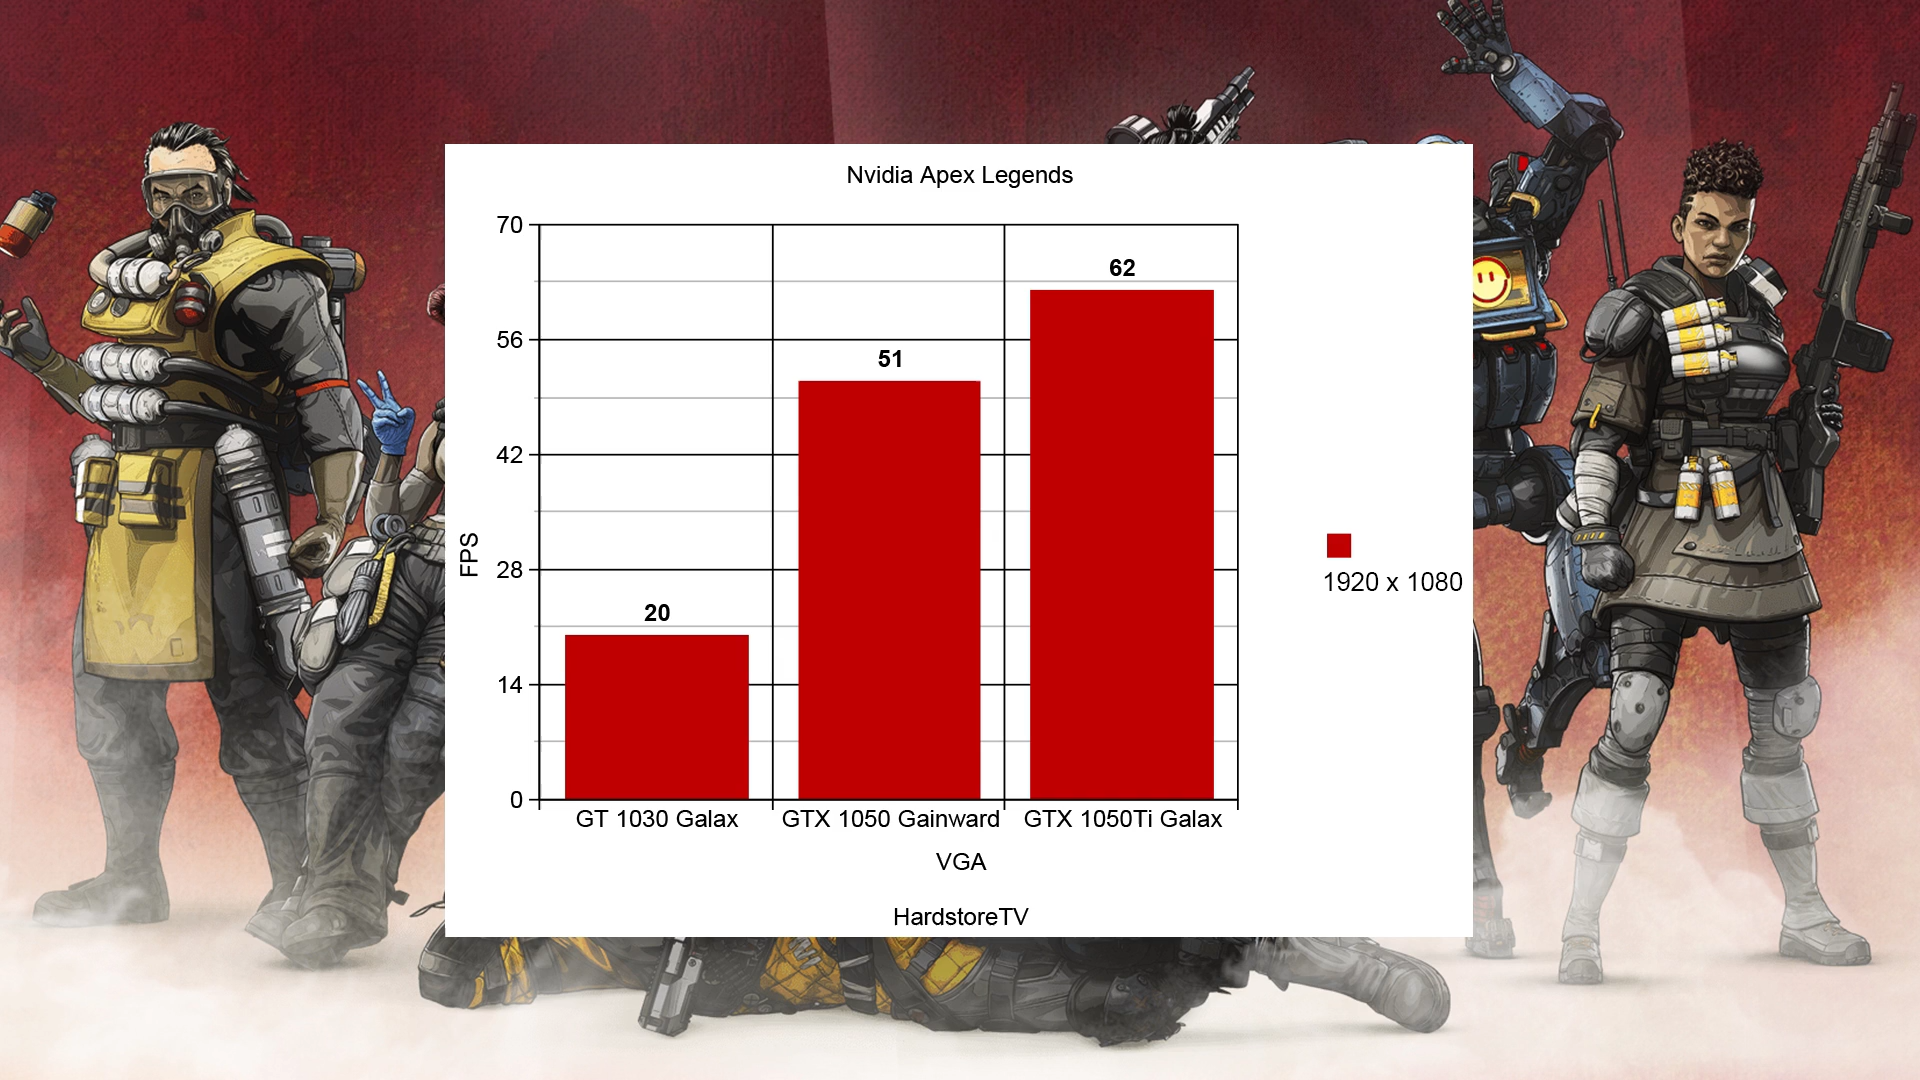 Nvidia Apex Legends
70
62
56
51
42
FPS
28
1920 x 1080
20
14
0
GT 1030 Galax
GTX 1050 Gainward
GTX 1050Ti Galax
VGA
HardstoreTV